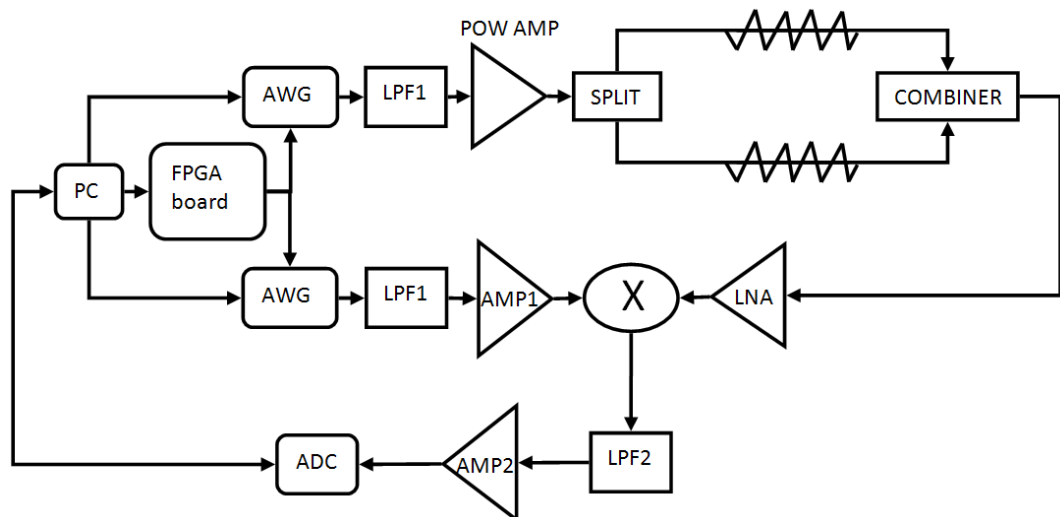 POW AMP
AWG
LPF1
SPLIT
COMBINER
PC
FPGA
board
AWG
LPF1
AMP1
X
LNA
ADC
AMP2
LPF2